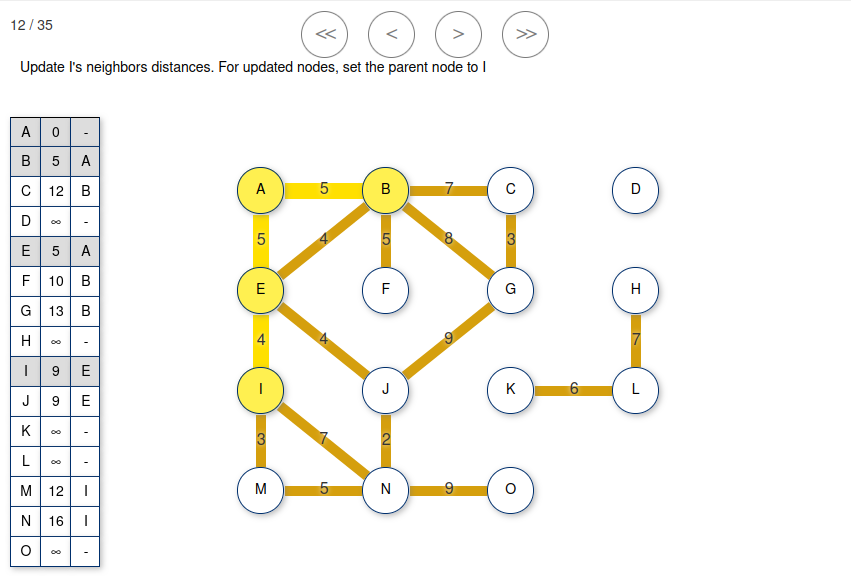 12 / 35
<< < > >>
Update I's neighbors distances. For updated nodes, set the parent node to I
A 0 -
B 5 A
C 12 B
D ∞ -
E 5 A
F 10 B
G 13 B
H ∞ -
I 9 E
J 9 E
K ∞ -
L ∞ -
M 12 I
N 16 I
O ∞ -
A 5 B 7 C D
5 4 5 8 3
E F G H
4 4 9 7
I J K 6 L
3 7 2
M 5 N 9 O